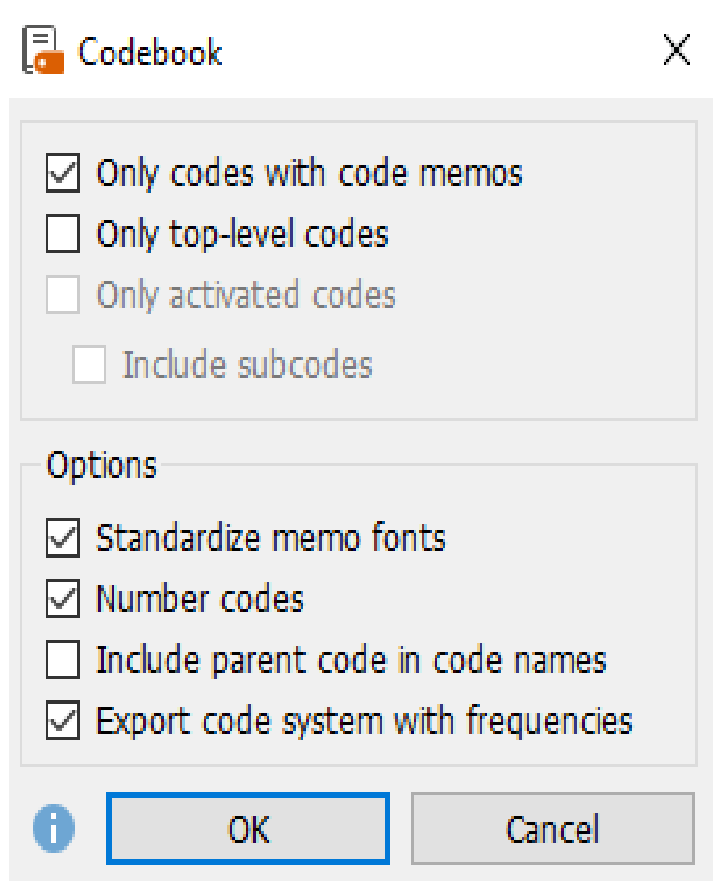 Codebook
Only codes with code memos
Only top-level codes
Only activated codes
Include subcodes
Options
Standardize memo fonts
Number codes
Include parent code in code names
Export code system with frequencies
OK
Cancel